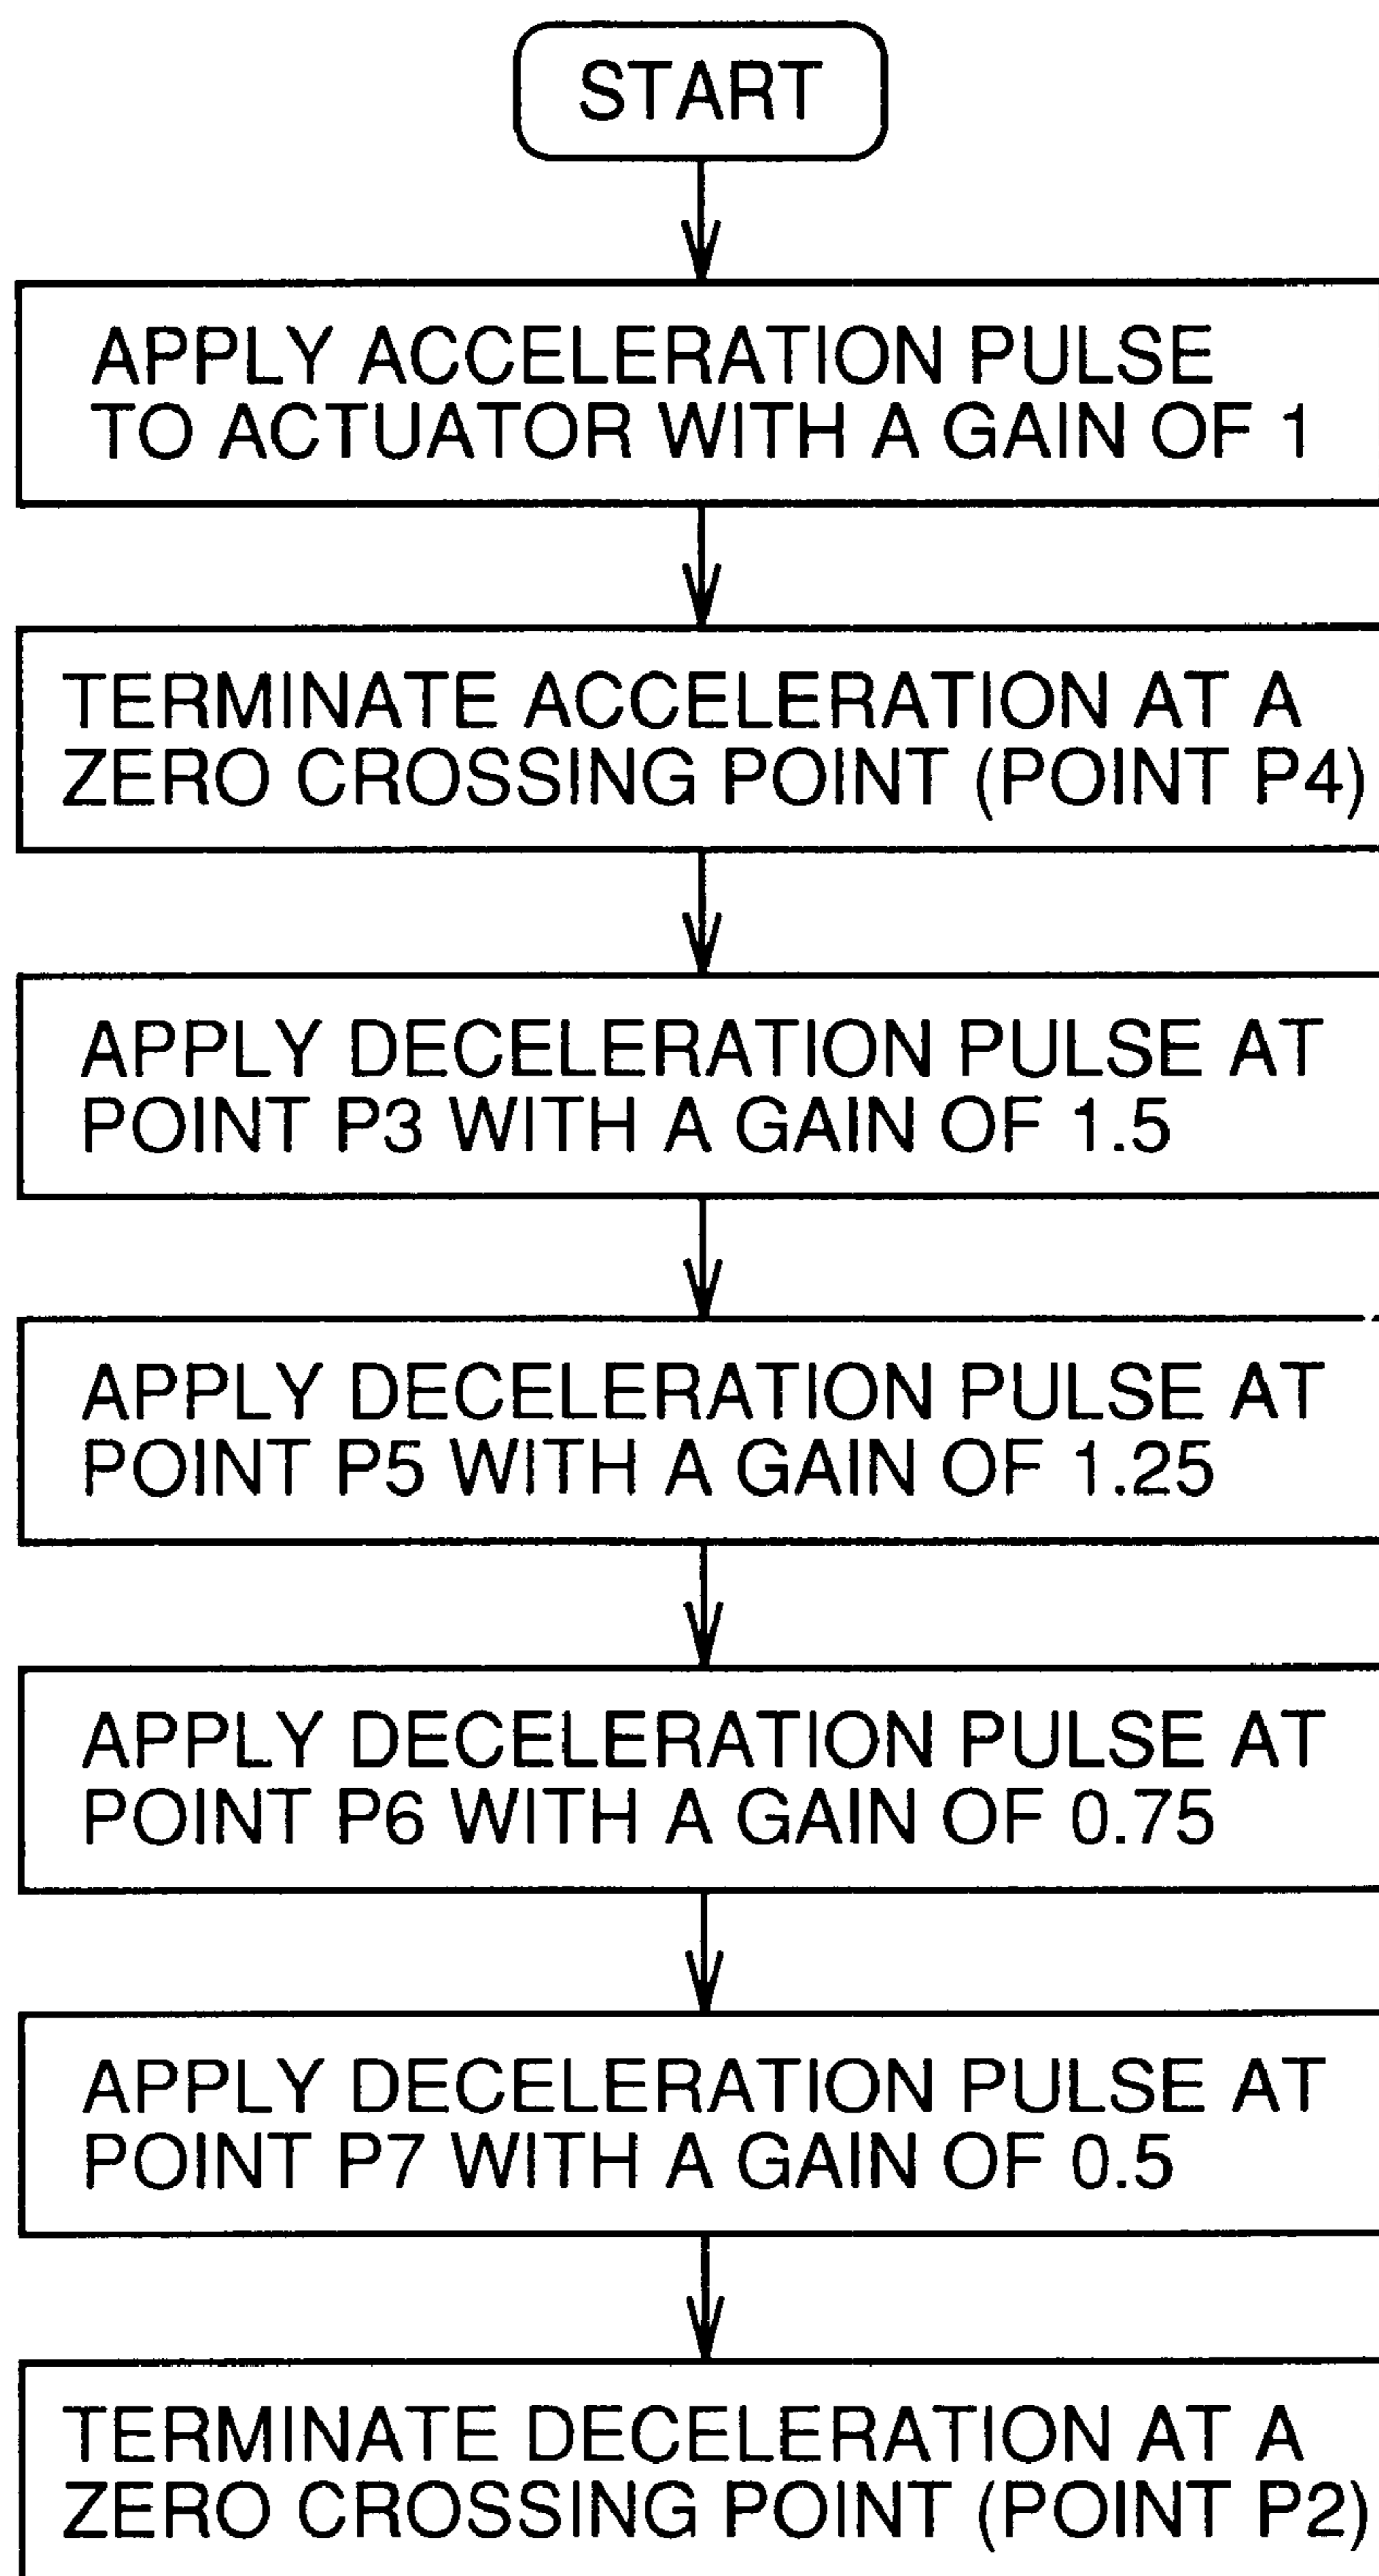 START
APPLY ACCELERATION PULSE
TO ACTUATOR WITH A GAIN OF 1
TERMINATE ACCELERATION AT A
ZERO CROSSING POINT (POINT P4)
APPLY DECELERATION PULSE AT
POINT P3 WITH A GAIN OF 1.5
APPLY DECELERATION PULSE AT
POINT P5 WITH A GAIN OF 1.25
APPLY DECELERATION PULSE AT
POINT P6 WITH A GAIN OF 0.75
APPLY DECELERATION PULSE AT
POINT P7 WITH A GAIN OF 0.5
TERMINATE DECELERATION AT A
ZERO CROSSING POINT (POINT P2)